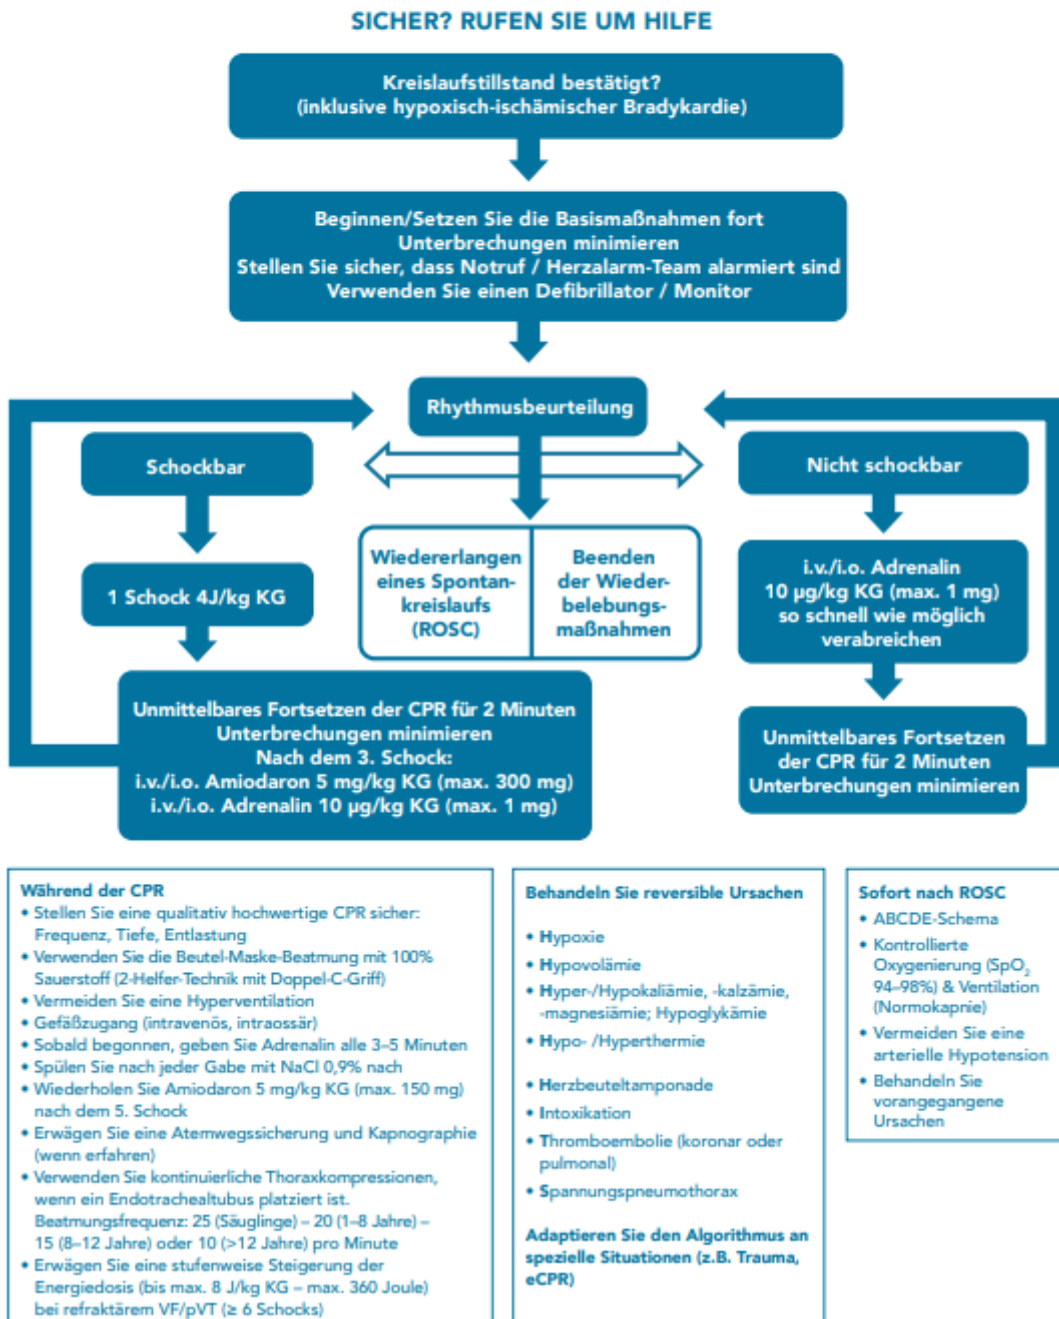 SICHER? RUFEN SIE UM HILFE
Kreislaufstillstand bestätigt?
(inklusive hypoxisch-ischämischer Bradykardie)
Beginnen/Setzen Sie die Basismaßnahmen fort
Unterbrechungen minimieren
Stellen Sie sicher, dass Notruf / Herzalarm-Team alarmiert sind
Verwenden Sie einen Defibrillator / Monitor
Rhythmusbeurteilung
Schockbar
1 Schock 4J/kg KG
Unmittelbares Fortsetzen der CPR für 2 Minuten
Unterbrechungen minimieren
Nach dem 3. Schock:
i.v./i.o. Amiodaron 5 mg/kg KG (max. 300 mg)
i.v./i.o. Adrenalin 10 µg/kg KG (max. 1 mg)
Wiedererlangen
eines Spontan-
kreislaufs
(ROSC)
Beenden
der Wieder-
belebungs-
maßnahmen
Nicht schockbar
i.v./i.o. Adrenalin
10 µg/kg KG (max. 1 mg)
so schnell wie möglich
verabreichen
Unmittelbares Fortsetzen
der CPR für 2 Minuten
Unterbrechungen minimieren
Während der CPR
• Stellen Sie eine qualitativ hochwertige CPR sicher:
Frequenz, Tiefe, Entlastung
• Verwenden Sie die Beutel-Maske-Beatmung mit 100%
Sauerstoff (2-Helfer-Technik mit Doppel-C-Griff)
• Vermeiden Sie eine Hyperventilation
• Gefäßzugang (intravenös, intraossär)
• Sobald begonnen, geben Sie Adrenalin alle 3–5 Minuten
• Spülen Sie nach jeder Gabe mit NaCl 0,9% nach
• Wiederholen Sie Amiodaron 5 mg/kg KG (max. 150 mg)
nach dem 5. Schock
• Erwägen Sie eine Atemwegssicherung und Kapnographie
(wenn erfahren)
• Verwenden Sie kontinuierliche Thoraxkompressionen,
wenn ein Endotrachealtubus platziert ist.
Beatmungsfrequenz: 25 (Säuglinge) – 20 (1–8 Jahre) –
15 (8–12 Jahre) oder 10 (>12 Jahre) pro Minute
• Erwägen Sie eine stufenweise Steigerung der
Energiedosis (bis max. 8 J/kg KG – max. 360 Joule)
bei refraktärem VF/pVT (≥ 6 Schocks)
Behandeln Sie reversible Ursachen
• Hypoxie
• Hypovolämie
• Hyper-/Hypokaliämie, -kalzämie,
-magnesiämie; Hypoglykämie
• Hypo- /Hyperthermie
• Herzbeuteltamponade
• Intoxikation
• Thromboembolie (koronar oder
pulmonal)
• Spannungspneumothorax
Adaptieren Sie den Algorithmus an
spezielle Situationen (z.B. Trauma,
eCPR)
Sofort nach ROSC
• ABCDE-Schema
• Kontrollierte
Oxygenierung (SpO₂
94–98%) & Ventilation
(Normokapnie)
• Vermeiden Sie eine
arterielle Hypotension
• Behandeln Sie
vorangegangene
Ursachen